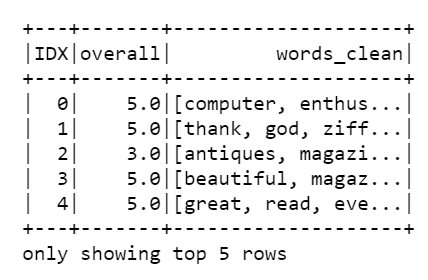 +---+-------+--------------------+
|IDX|overall|         words_clean|
+---+-------+--------------------+
|  0|    5.0|[computer, enthus...|
|  1|    5.0|[thank, god, ziff...|
|  2|    3.0|[antiques, magazi...|
|  3|    5.0|[beautiful, magaz...|
|  4|    5.0|[great, read, eve...|
+---+-------+--------------------+
only showing top 5 rows